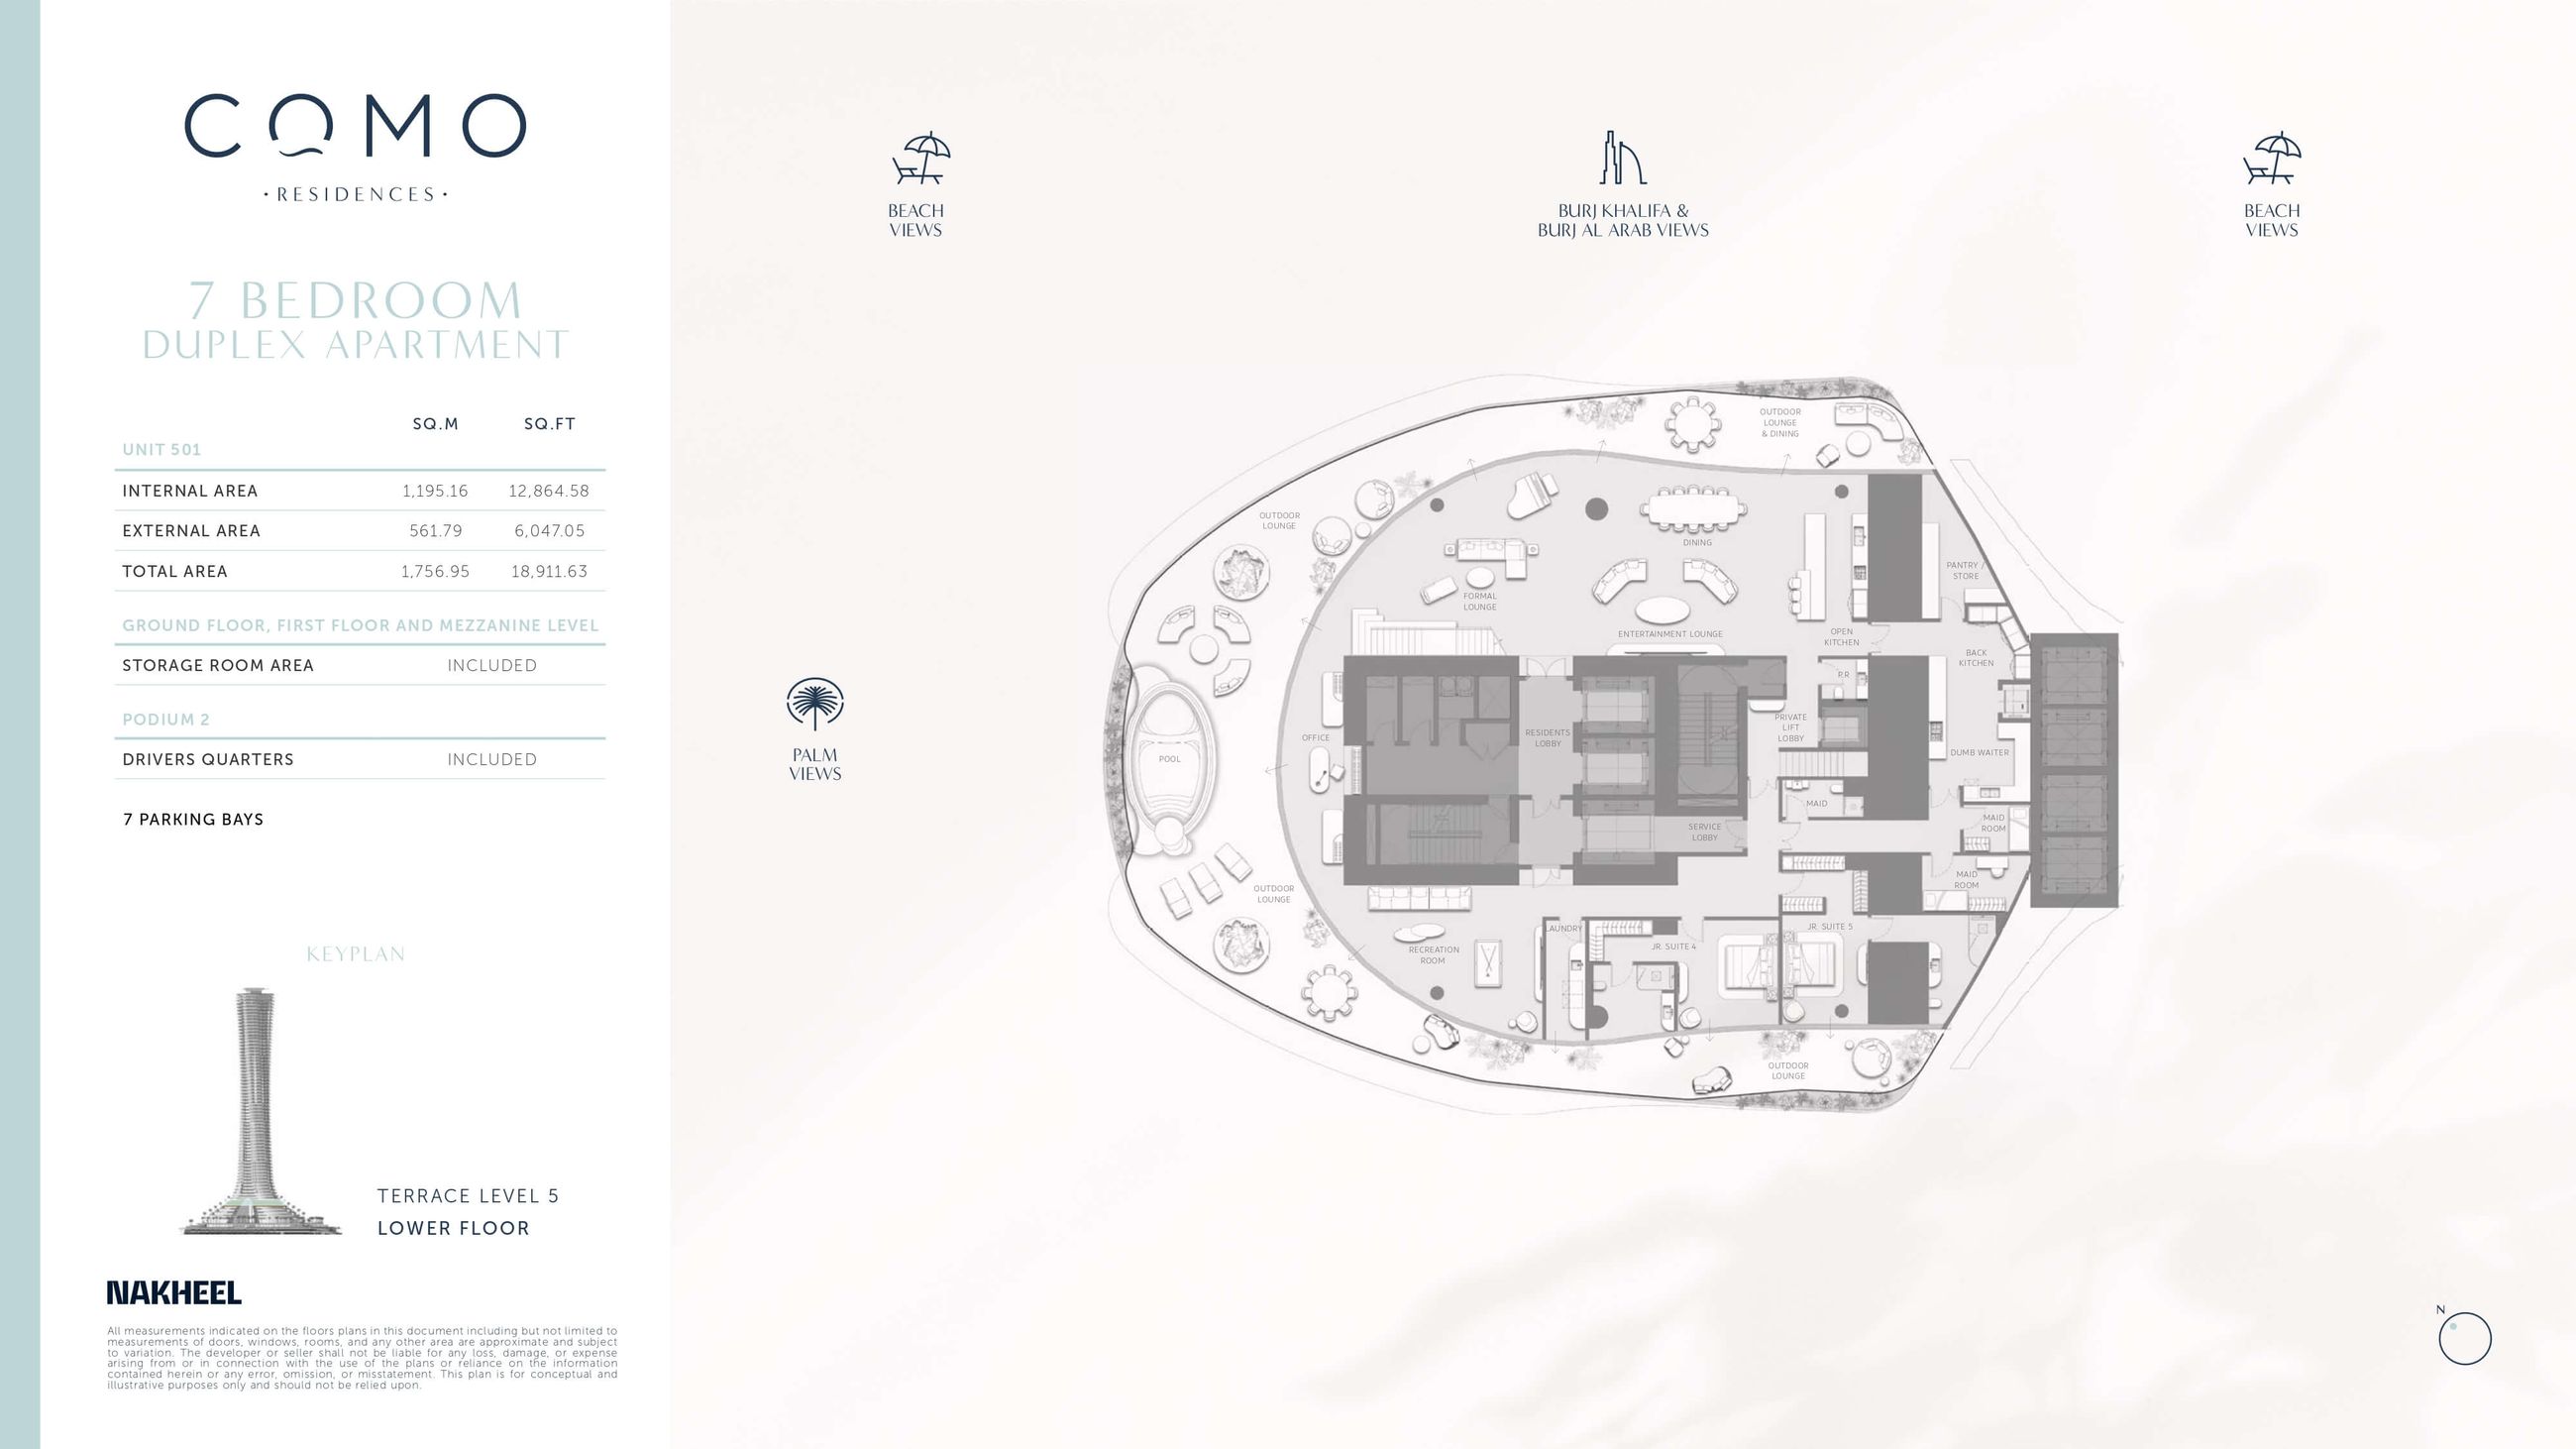 COMO
·RESIDENCES·
7 BEDROOM
DUPLEX APARTMENT
SQ.M SQ.FT
UNIT 501
INTERNAL AREA 1,195.16 12,864.58
EXTERNAL AREA 561.79 6,047.05
TOTAL AREA 1,756.95 18,911.63
GROUND FLOOR, FIRST FLOOR AND MEZZANINE LEVEL
STORAGE ROOM AREA INCLUDED
PODIUM 2
DRIVERS QUARTERS INCLUDED
7 PARKING BAYS
KEYPLAN
TERRACE LEVEL 5
LOWER FLOOR
NAKHEEL
All measurements indicated on the floors plans in this document including but not limited to
measurements of doors, windows, rooms, and any other area are approximate and subject
to variation. The developer or seller shall not be liable for any loss, damage, or expense
arising from or in connection with the use of the plans or reliance on the information
contained herein or any error, omission, or misstatement. This plan is for conceptual and
illustrative purposes only and should not be relied upon.
BEACH
VIEWS
BURJ KHALIFA &
BURJ AL ARAB VIEWS
BEACH
VIEWS
PALM
VIEWS
OUTDOOR
LOUNGE
& DINING
OUTDOOR
LOUNGE
DINING
FORMAL
LOUNGE
ENTERTAINMENT LOUNGE
OPEN
KITCHEN
PANTRY /
STORE
BACK
KITCHEN
R.R
PRIVATE
LIFT
LOBBY
RESIDENTS
LOBBY
OFFICE
POOL
DUMB WAITER
MAID
SERVICE
LOBBY
MAID
ROOM
MAID
ROOM
OUTDOOR
LOUNGE
RECREATION
ROOM
LAUNDRY
JR. SUITE 4
JR. SUITE 5
OUTDOOR
LOUNGE
N